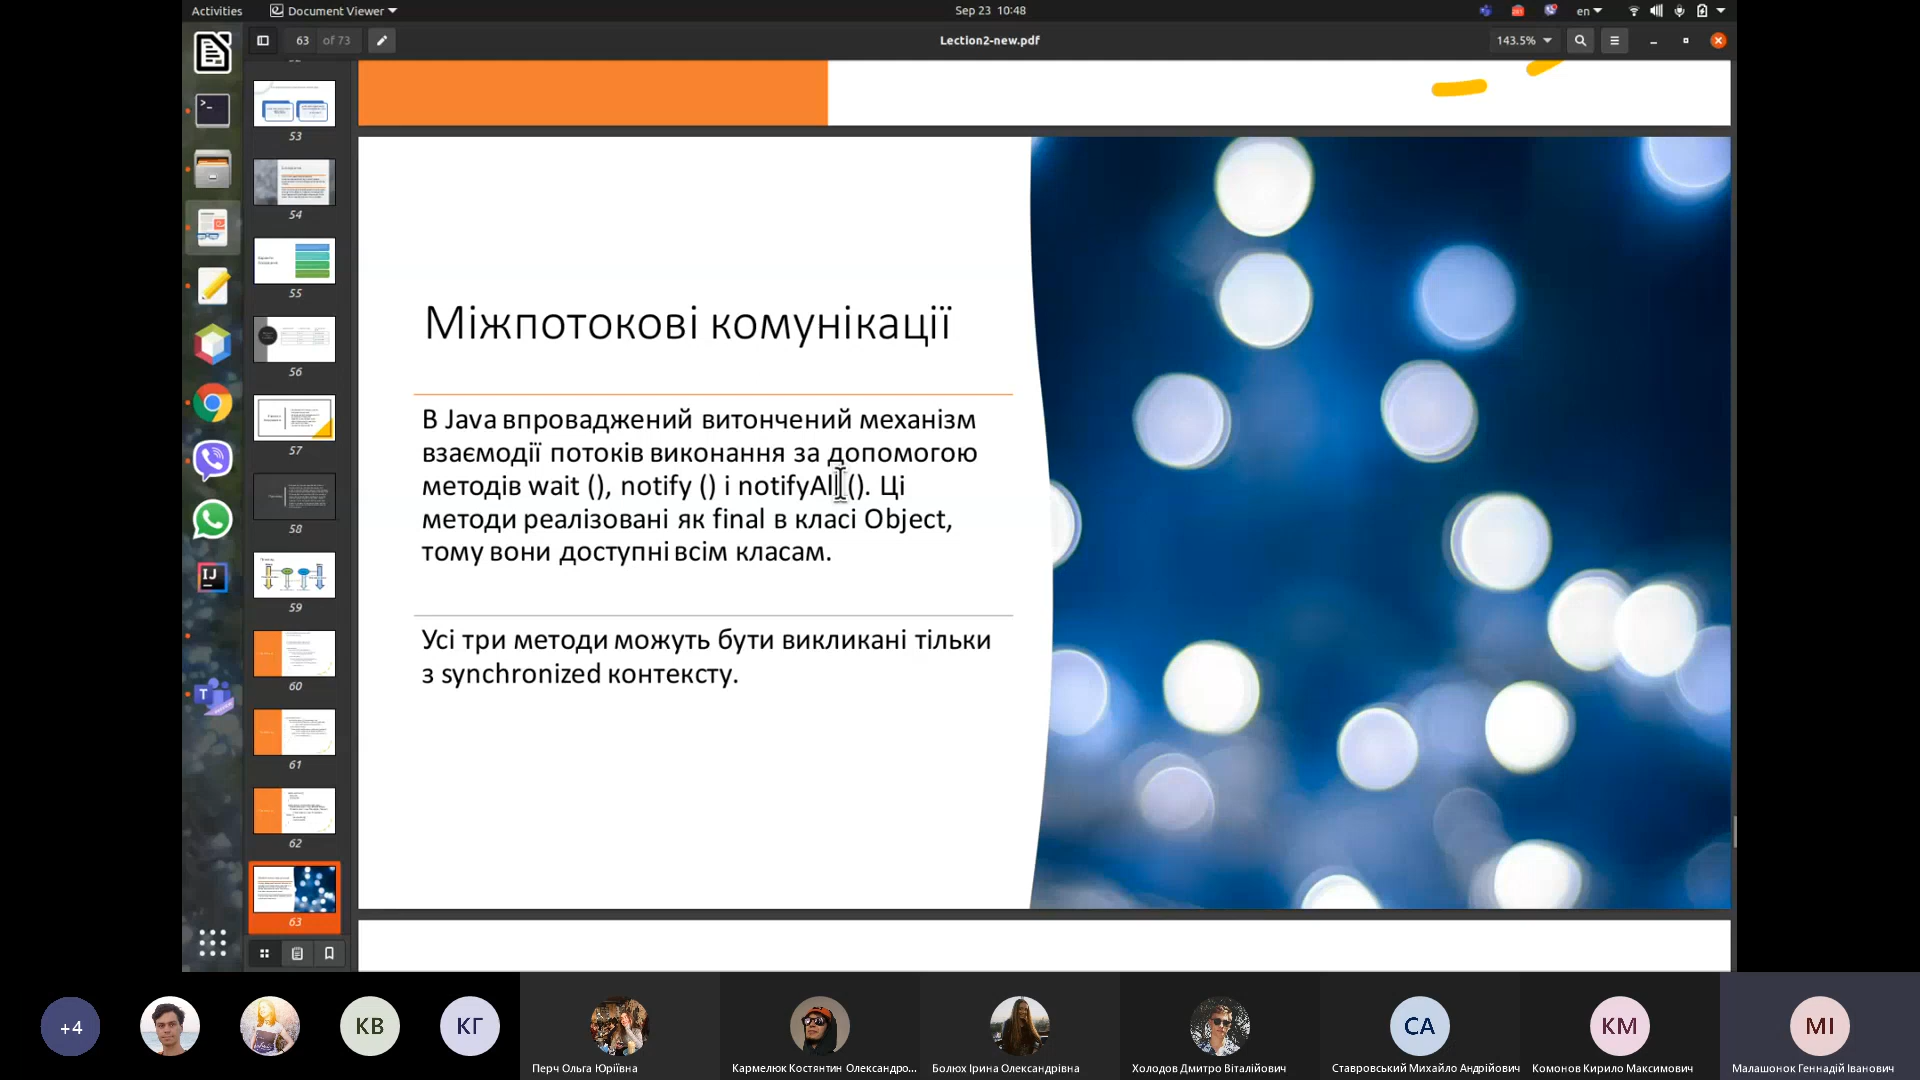 Activities
Document Viewer
Sep 23 10:48
en
63 of 73
Lection2-new.pdf
143.5%
53
54
55
56
57
58
59
60
61
62
63
Міжпотокові комунікації
В Java впроваджений витончений механізм
взаємодії потоків виконання за допомогою
методів wait (), notify () і notifyAll (). Ці
методи реалізовані як final в класі Object,
тому вони доступні всім класам.
Усі три методи можуть бути викликані тільки
з synchronized контексту.
+4
КВ
КГ
СА
КМ
МІ
Перч Ольга Юріївна
Кармелюк Костянтин Олександро...
Болюх Ірина Олександрівна
Холодов Дмитро Віталійович
Ставровський Михайло Андрійович
Комонов Кирило Максимович
Малашонок Геннадій Іванович